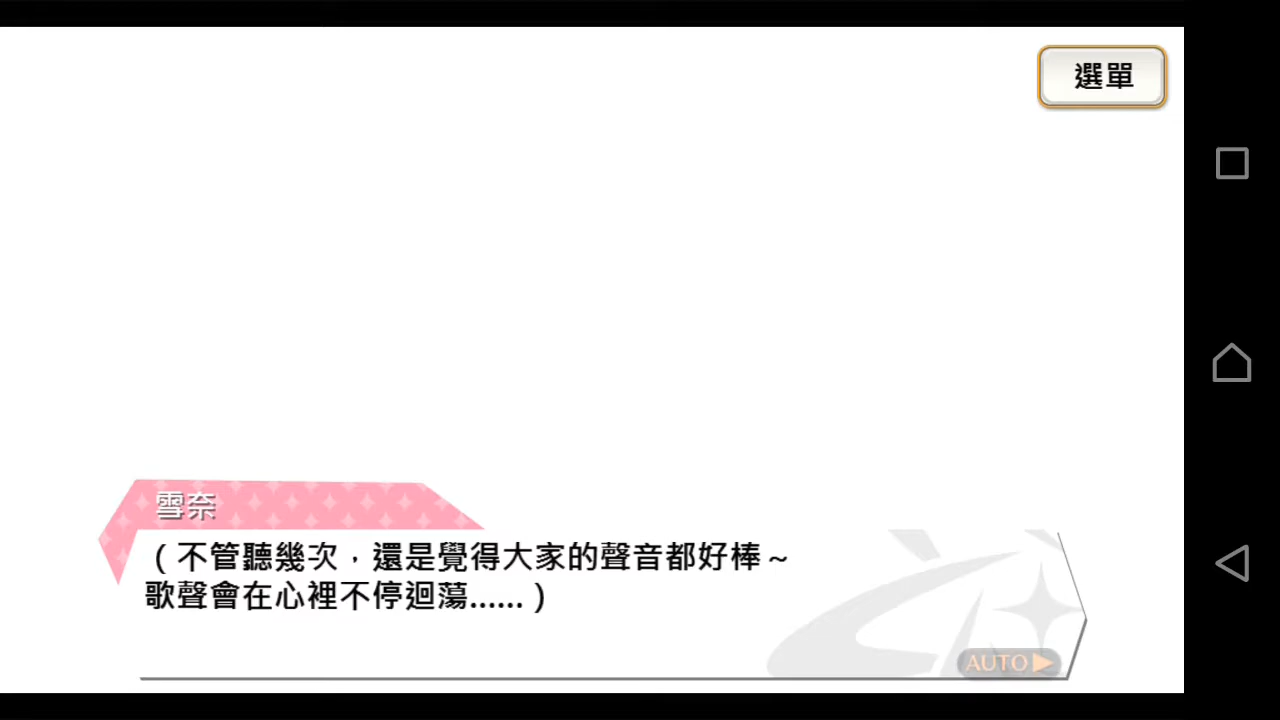 選單
雪奈
（不管聽幾次，還是覺得大家的聲音都好棒～
歌聲會在心裡不停迴蕩......）
AUTO